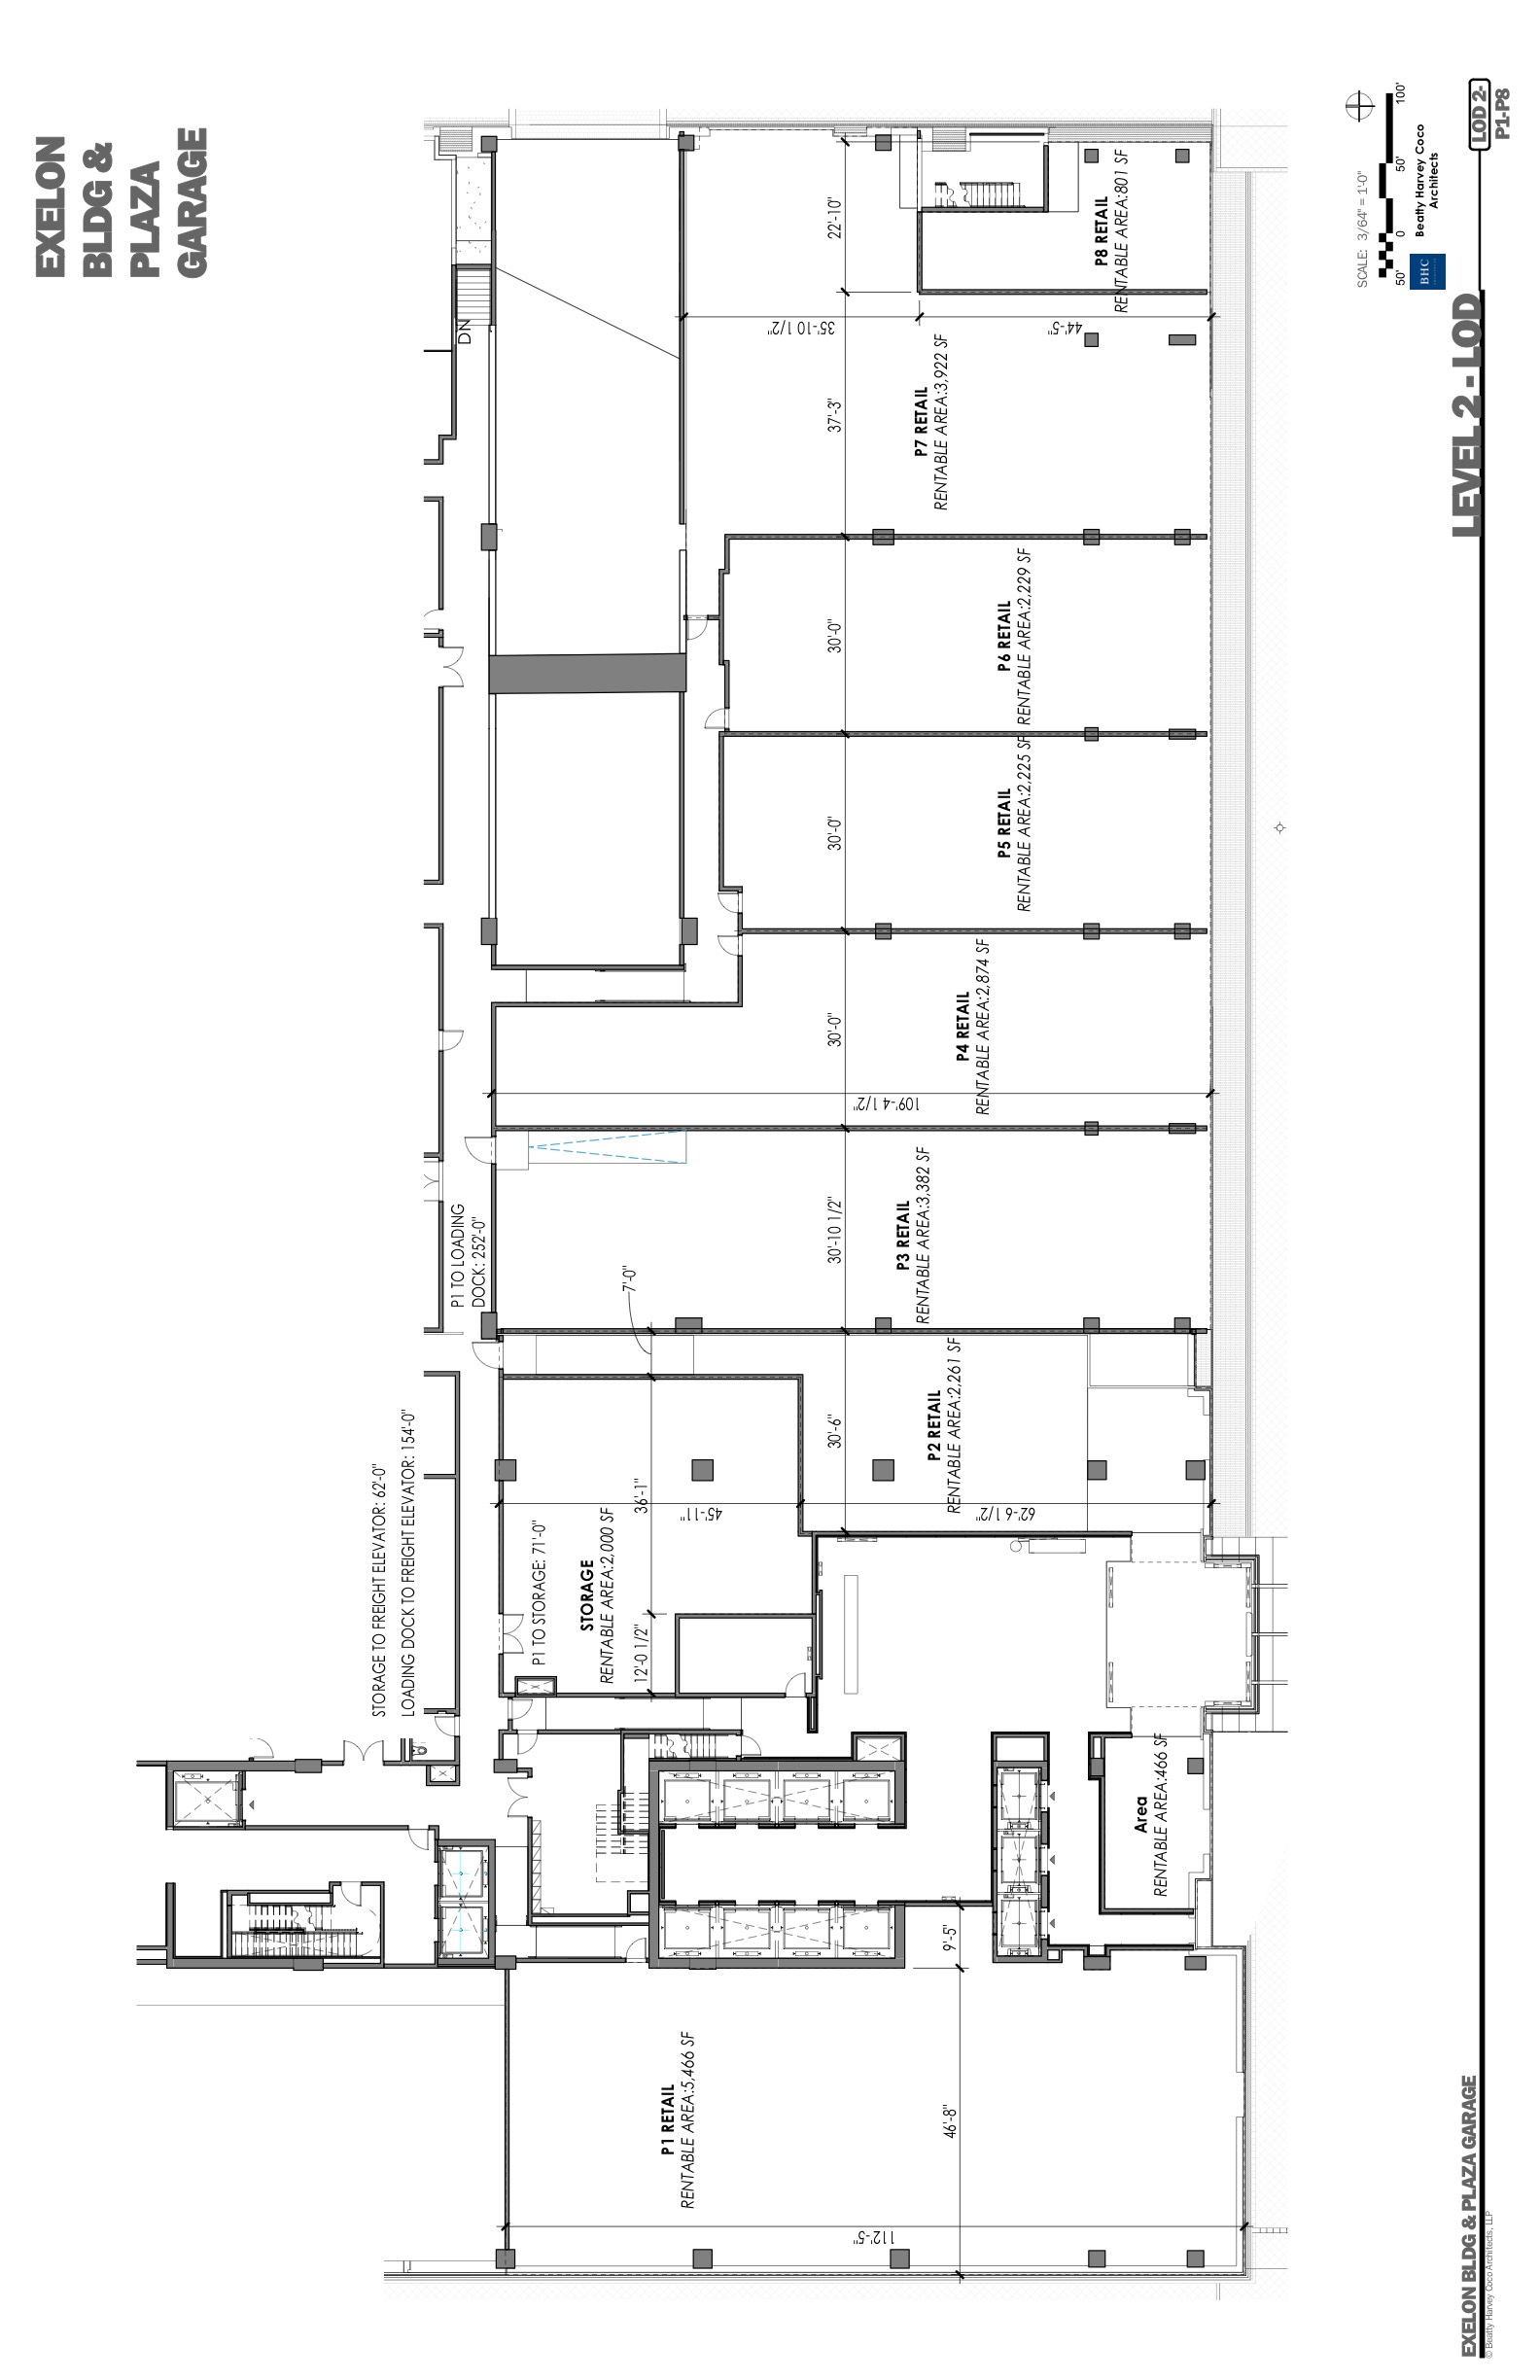 EXELON
BLDG &
PLAZA
GARAGE
SCALE: 3/64" = 1'-0"
50' 0 50' 100'
BHC
Beatty Harvey Coco
Architects
LOD 2-
P1-P8
LEVEL 2 - LOD
EXELON BLDG & PLAZA GARAGE
© Beatty Harvey Coco Architects, LLP
DN
22'-10"
P8 RETAIL
RENTABLE AREA:801 SF
35'-10 1/2"
44'-5"
37'-3"
P7 RETAIL
RENTABLE AREA:3,922 SF
30'-0"
P6 RETAIL
RENTABLE AREA:2,229 SF
30'-0"
P5 RETAIL
RENTABLE AREA:2,225 SF
30'-0"
P4 RETAIL
RENTABLE AREA:2,874 SF
109'-4 1/2"
P1 TO LOADING
DOCK: 252'-0"
7'-0"
30'-10 1/2"
P3 RETAIL
RENTABLE AREA:3,382 SF
30'-6"
P2 RETAIL
RENTABLE AREA:2,261 SF
STORAGE TO FREIGHT ELEVATOR: 62'-0"
LOADING DOCK TO FREIGHT ELEVATOR: 154'-0"
36'-1"
45'-11"
62'-6 1/2"
P1 TO STORAGE: 71'-0"
STORAGE
RENTABLE AREA:2,000 SF
12'-0 1/2"
Area
RENTABLE AREA:466 SF
9'-5"
P1 RETAIL
RENTABLE AREA:5,466 SF
46'-8"
112'-5"